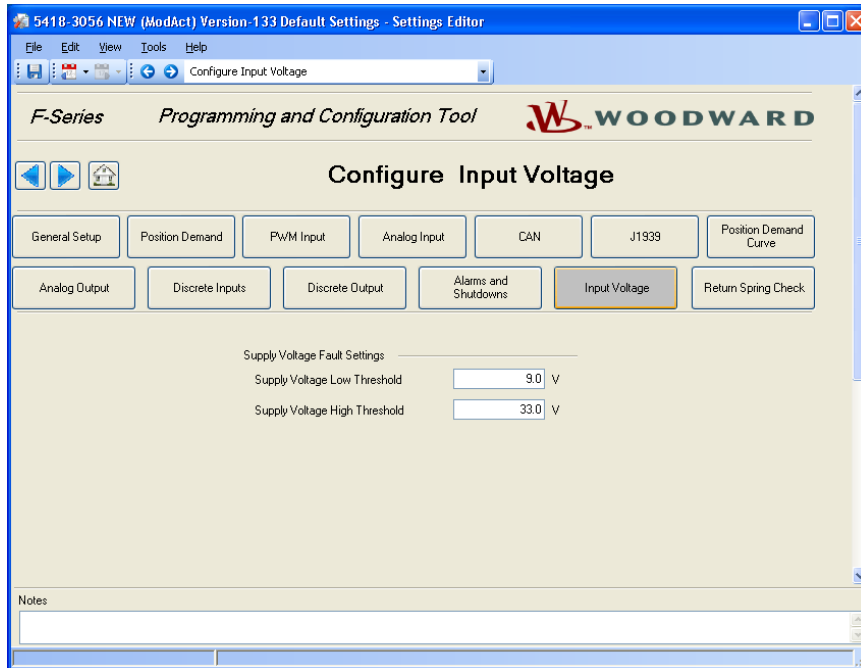 5418-3056 NEW (ModAct) Version-133 Default Settings - Settings Editor
File Edit View Tools Help
Configure Input Voltage
F-Series Programming and Configuration Tool WOODWARD
Configure Input Voltage
General Setup Position Demand PWM Input Analog Input CAN J1939 Position Demand Curve
Analog Output Discrete Inputs Discrete Output Alarms and Shutdowns Input Voltage Return Spring Check
Supply Voltage Fault Settings
Supply Voltage Low Threshold 9.0 V
Supply Voltage High Threshold 33.0 V
Notes